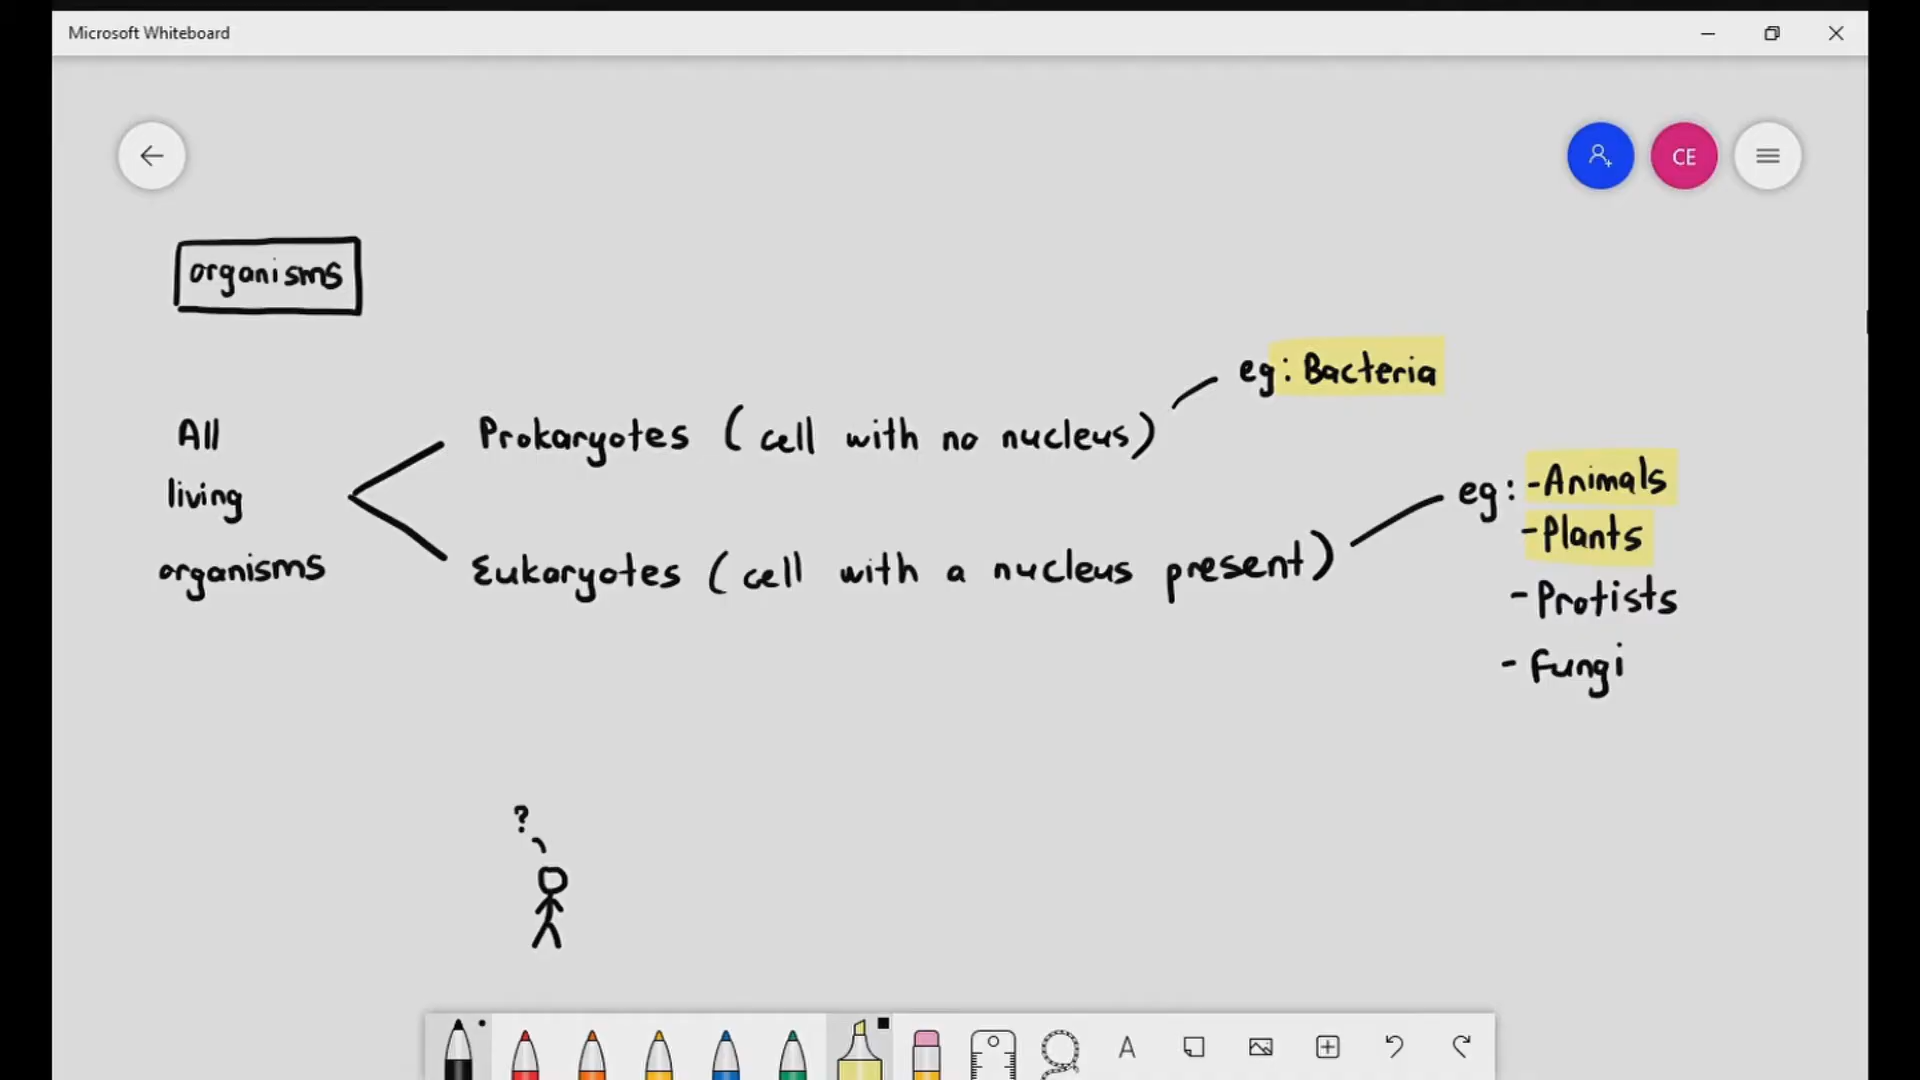 Microsoft Whiteboard
CE
organisms
eg: Bacteria
All
living
organisms
Prokaryotes (cell with no nucleus)
Eukaryotes (cell with a nucleus present)
eg: -Animals
-Plants
-Protists
-Fungi
?
A